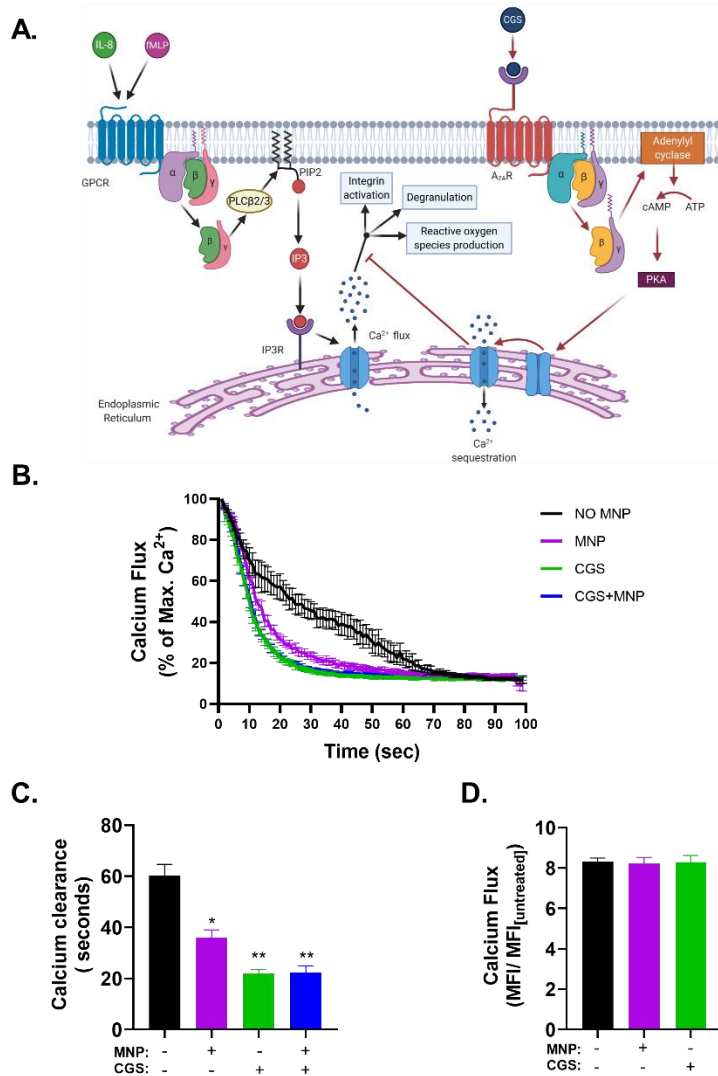 A.
IL-8
fMLP
CGS
GPCR
α
β
γ
β
γ
PLCβ2/3
PIP2
IP3
IP3R
Integrin
activation
Degranulation
Reactive oxygen
species production
Ca²⁺ flux
Endoplasmic
Reticulum
Ca²⁺
sequestration
A₂ₐR
α
β
γ
β
γ
Adenylyl
cyclase
cAMP
ATP
PKA
B.
Calcium Flux
(% of Max. Ca²⁺)
100
80
60
40
20
0
0 10 20 30 40 50 60 70 80 90 100
Time (sec)
NO MNP
MNP
CGS
CGS+MNP
C.
Calcium clearance
( seconds)
80
60
40
20
0
* ** **
MNP: - + - +
CGS: - - + +
D.
Calcium Flux
(MFI/ MFI[untreated])
10
8
6
4
2
0
MNP: - + -
CGS: - - +